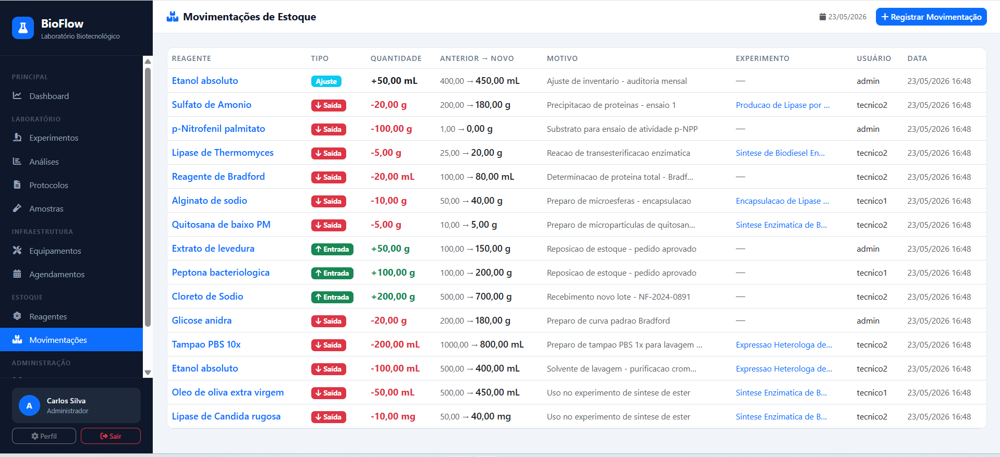 BioFlow
Laboratório Biotecnológico
PRINCIPAL
Dashboard
LABORATÓRIO
Experimentos
Análises
Protocolos
Amostras
INFRAESTRUTURA
Equipamentos
Agendamentos
ESTOQUE
Reagentes
Movimentações
ADMINISTRAÇÃO
A
Carlos Silva
Administrador
Perfil
Sair
Movimentações de Estoque
23/05/2026
Registrar Movimentação
REAGENTE TIPO QUANTIDADE ANTERIOR → NOVO MOTIVO EXPERIMENTO USUÁRIO DATA
Etanol absoluto Ajuste +50,00 mL 400,00 → 450,00 mL Ajuste de inventario - auditoria mensal — admin 23/05/2026 16:48
Sulfato de Amonio ↓ Saída -20,00 g 200,00 → 180,00 g Precipitacao de proteinas - ensaio 1 Producao de Lipase por ... tecnico2 23/05/2026 16:48
p-Nitrofenil palmitato ↓ Saída -100,00 g 1,00 → 0,00 g Substrato para ensaio de atividade p-NPP — admin 23/05/2026 16:48
Lipase de Thermomyces ↓ Saída -5,00 g 25,00 → 20,00 g Reacao de transesterificacao enzimatica Sintese de Biodiesel En... tecnico2 23/05/2026 16:48
Reagente de Bradford ↓ Saída -20,00 mL 100,00 → 80,00 mL Determinacao de proteina total - Bradf... — tecnico2 23/05/2026 16:48
Alginato de sodio ↓ Saída -10,00 g 50,00 → 40,00 g Preparo de microesferas - encapsulacao Encapsulacao de Lipase ... tecnico1 23/05/2026 16:48
Quitosana de baixo PM ↓ Saída -5,00 g 10,00 → 5,00 g Preparo de microparticulas de quitosan... Sintese Enzimatica de B... tecnico2 23/05/2026 16:48
Extrato de levedura ↑ Entrada +50,00 g 100,00 → 150,00 g Reposicao de estoque - pedido aprovado — admin 23/05/2026 16:48
Peptona bacteriologica ↑ Entrada +100,00 g 100,00 → 200,00 g Reposicao de estoque - pedido aprovado — tecnico1 23/05/2026 16:48
Cloreto de Sodio ↑ Entrada +200,00 g 500,00 → 700,00 g Recebimento novo lote - NF-2024-0891 — tecnico2 23/05/2026 16:48
Glicose anidra ↓ Saída -20,00 g 200,00 → 180,00 g Preparo de curva padrao Bradford — admin 23/05/2026 16:48
Tampao PBS 10x ↓ Saída -200,00 mL 1000,00 → 800,00 mL Preparo de tampao PBS 1x para lavagem ... Expressao Heterologa de... tecnico2 23/05/2026 16:48
Etanol absoluto ↓ Saída -100,00 mL 500,00 → 400,00 mL Solvente de lavagem - purificacao crom... Expressao Heterologa de... tecnico2 23/05/2026 16:48
Oleo de oliva extra virgem ↓ Saída -50,00 mL 500,00 → 450,00 mL Uso no experimento de sintese de ester Sintese Enzimatica de B... tecnico1 23/05/2026 16:48
Lipase de Candida rugosa ↓ Saída -10,00 mg 50,00 → 40,00 mg Uso no experimento de sintese de ester Sintese Enzimatica de B... tecnico2 23/05/2026 16:48